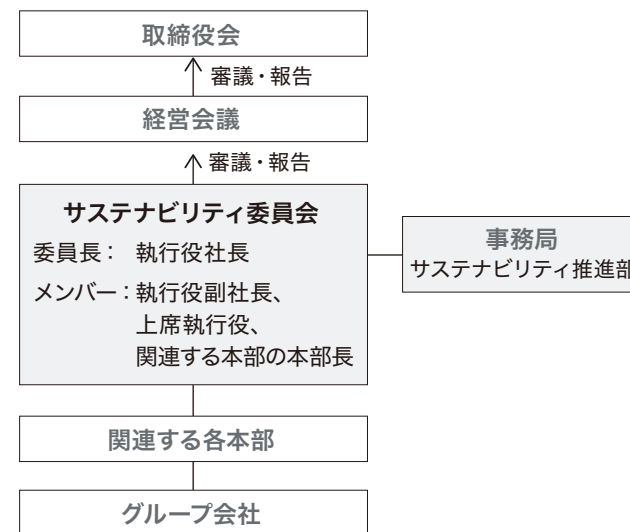 取締役会
審議・報告
経営会議
審議・報告
サステナビリティ委員会
委員長： 執行役社長
メンバー：執行役副社長、
上席執行役、
関連する本部の本部長
事務局
サステナビリティ推進部
関連する各本部
グループ会社